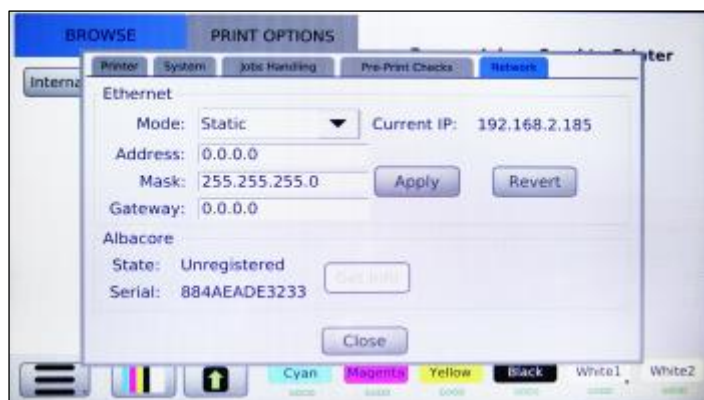 BROWSE
PRINT OPTIONS
Printer
System
Jobs Handling
Pre-Print Checks
Network
Ethernet
Mode: Static
Current IP: 192.168.2.185
Address: 0.0.0.0
Mask: 255.255.255.0
Apply
Revert
Gateway: 0.0.0.0
Albacore
State: Unregistered
Get Info
Serial: 884AEADE3233
Close
Cyan
Magenta
Yellow
Black
White1
White2